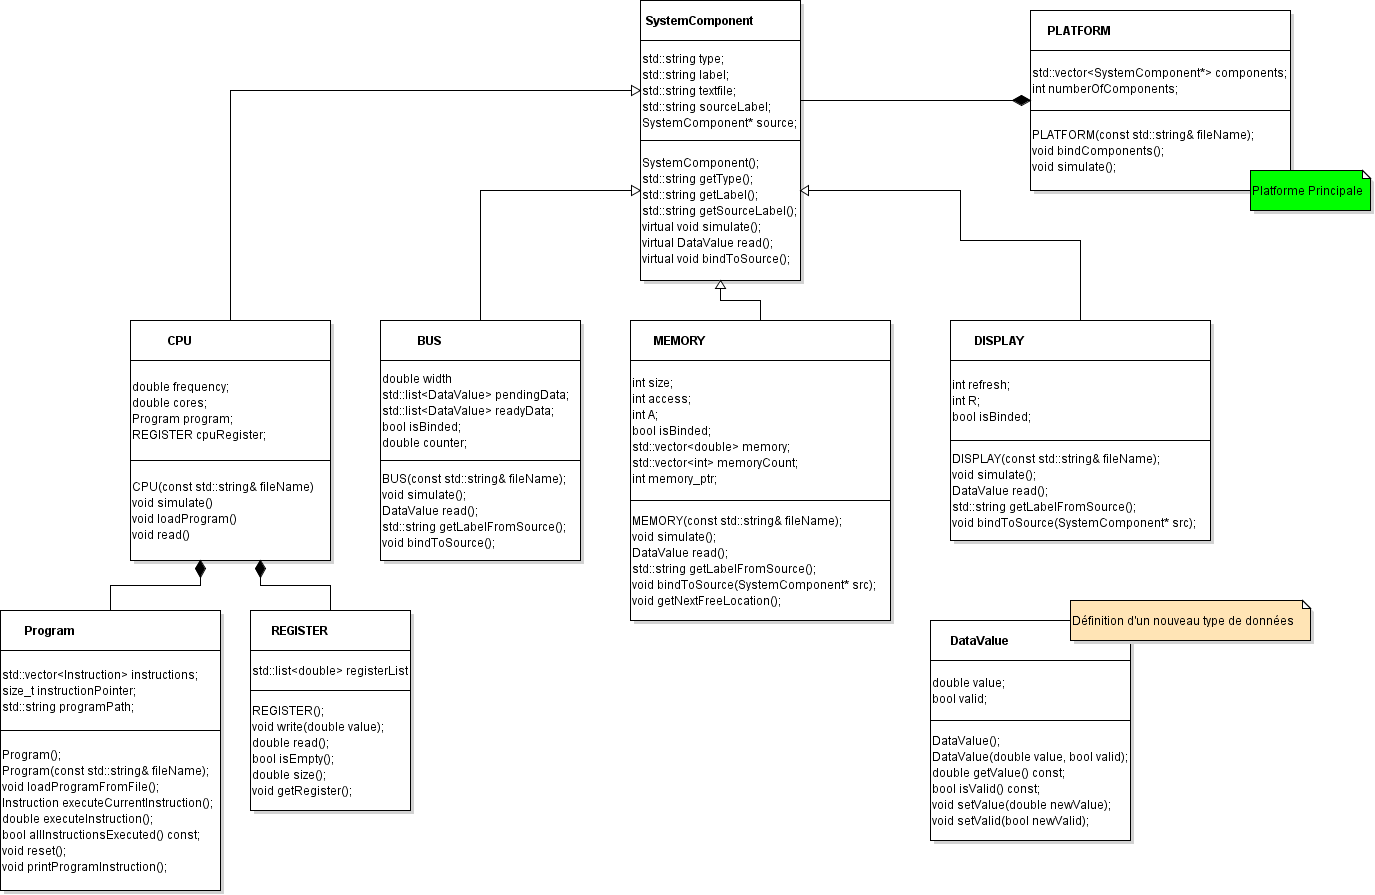 SystemComponent
std::string type;
std::string label;
std::string textfile;
std::string sourceLabel;
SystemComponent* source;
SystemComponent();
std::string getType();
std::string getLabel();
std::string getSourceLabel();
virtual void simulate();
virtual DataValue read();
virtual void bindToSource();
PLATFORM
std::vector<SystemComponent*> components;
int numberOfComponents;
PLATFORM(const std::string& fileName);
void bindComponents();
void simulate();
Platforme Principale
CPU
double frequency;
double cores;
Program program;
REGISTER cpuRegister;
CPU(const std::string& fileName)
void simulate()
void loadProgram()
void read()
BUS
double width
std::list<DataValue> pendingData;
std::list<DataValue> readyData;
bool isBinded;
double counter;
BUS(const std::string& fileName);
void simulate();
DataValue read();
std::string getLabelFromSource();
void bindToSource();
MEMORY
int size;
int access;
int A;
bool isBinded;
std::vector<double> memory;
std::vector<int> memoryCount;
int memory_ptr;
MEMORY(const std::string& fileName);
void simulate();
DataValue read();
std::string getLabelFromSource();
void bindToSource(SystemComponent* src);
void getNextFreeLocation();
DISPLAY
int refresh;
int R;
bool isBinded;
DISPLAY(const std::string& fileName);
void simulate();
DataValue read();
std::string getLabelFromSource();
void bindToSource(SystemComponent* src);
Program
std::vector<Instruction> instructions;
size_t instructionPointer;
std::string programPath;
Program();
Program(const std::string& fileName);
void loadProgramFromFile();
Instruction executeCurrentInstruction();
double executeInstruction();
bool allInstructionsExecuted() const;
void reset();
void printProgramInstruction();
REGISTER
std::list<double> registerList
REGISTER();
void write(double value);
double read();
bool isEmpty();
double size();
void getRegister();
Définition d'un nouveau type de données
DataValue
double value;
bool valid;
DataValue();
DataValue(double value, bool valid);
double getValue() const;
bool isValid() const;
void setValue(double newValue);
void setValid(bool newValid);